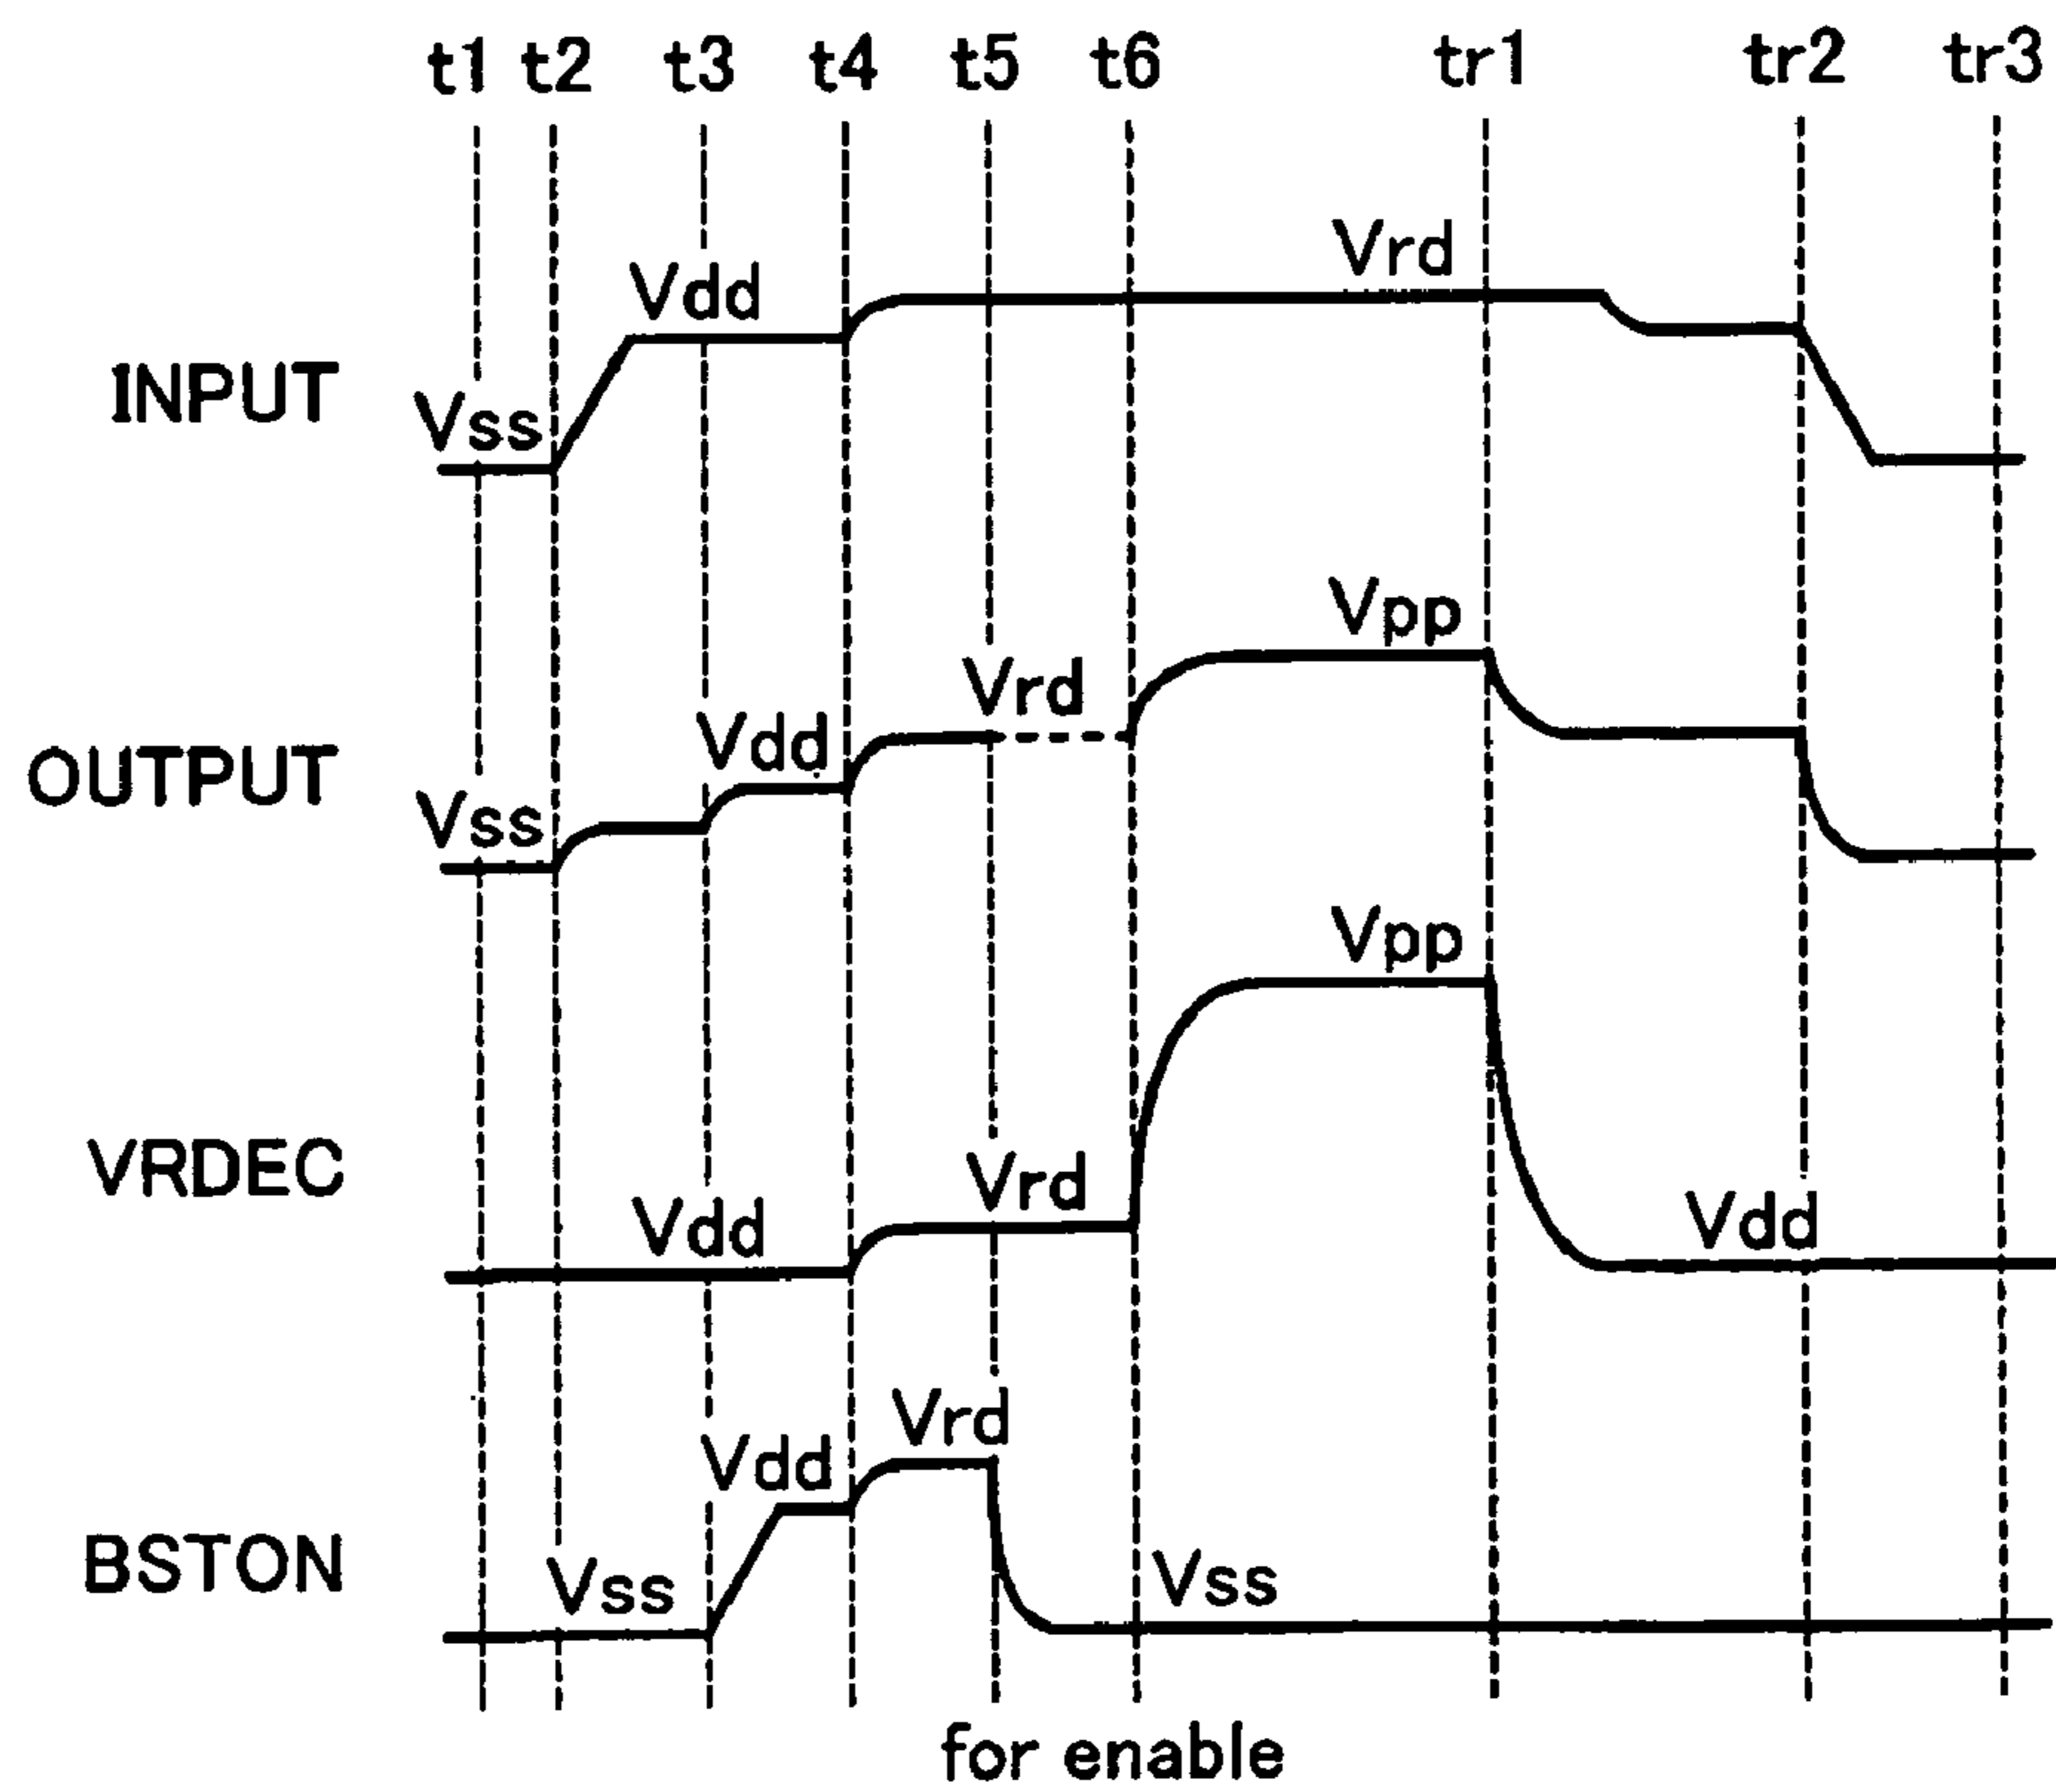 t1 t2 t3 t4 t5 t6 tr1 tr2 tr3
Vrd
Vdd
INPUT
Vss
Vpp
Vrd
Vdd
OUTPUT
Vss
Vpp
VRDEC
Vrd
Vdd
Vdd
Vrd
Vdd
BSTON
Vss
Vss
for enable